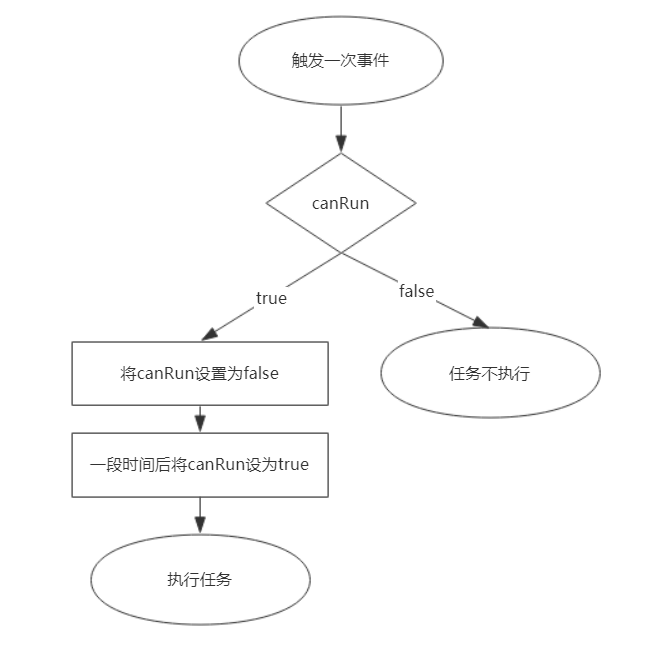 触发一次事件
canRun
true
false
将canRun设置为false
任务不执行
一段时间后将canRun设为true
执行任务